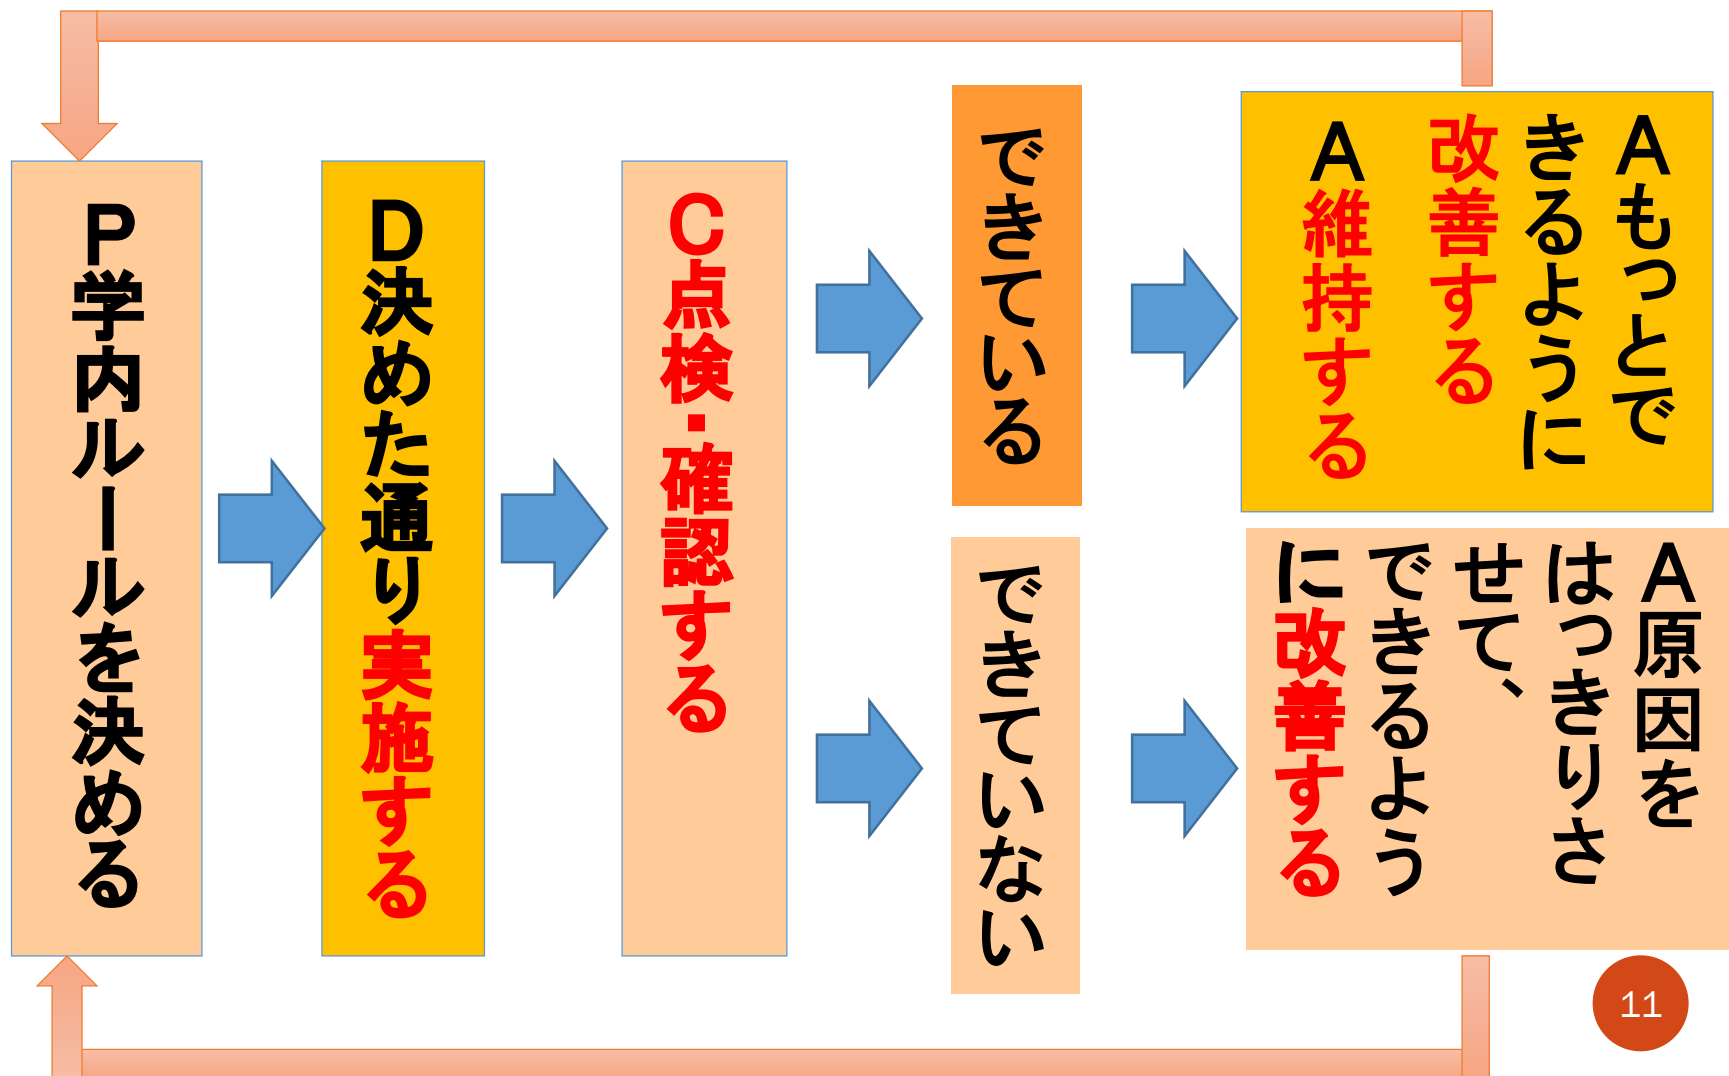 P学内ルールを決める
D決めた通り実施する
C点検・確認する
できている
Aもっとで
きるように
改善する
A維持する
できていない
A原因を
はっきりさ
せて、
できるよう
に改善する
11